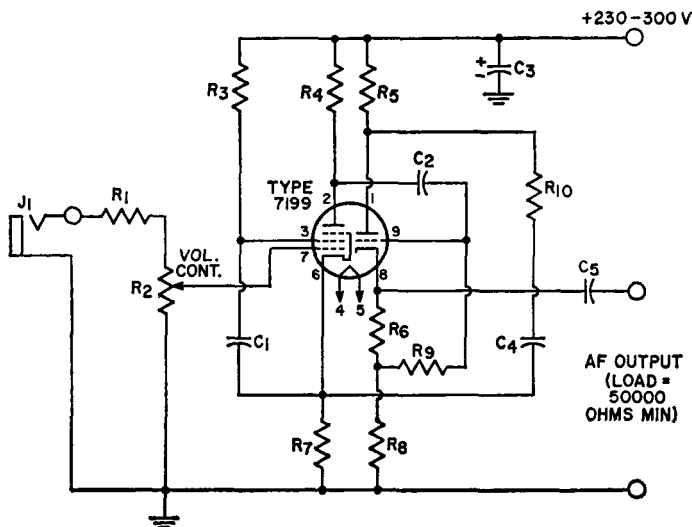 +230-300 V
C3
R3
R4
R5
C2
R10
TYPE
7199
2
1
J1
R1
3
9
7
VOL.
CONT.
6
8
R2
4
5
C5
R6
C1
R9
C4
AF OUTPUT
(LOAD =
50000
OHMS MIN)
R7
R8
+
-